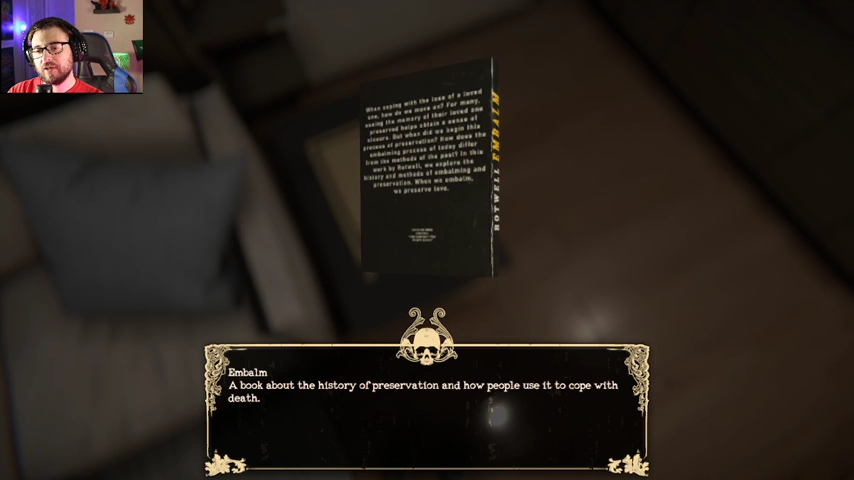 When coping with the loss of a loved
one, how do we move on? For many,
seeing the memory of their loved one
preserved helps obtain a sense of
closure. But when did we begin this
process of preservation? How does the
embalming process of today differ
from the methods of the past? In this
work by Rotwell, we explore the
history and methods of embalming and
preservation. When we embalm,
we preserve love.
ROTWELL EMBALM
Embalm
A book about the history of preservation and how people use it to cope with
death.